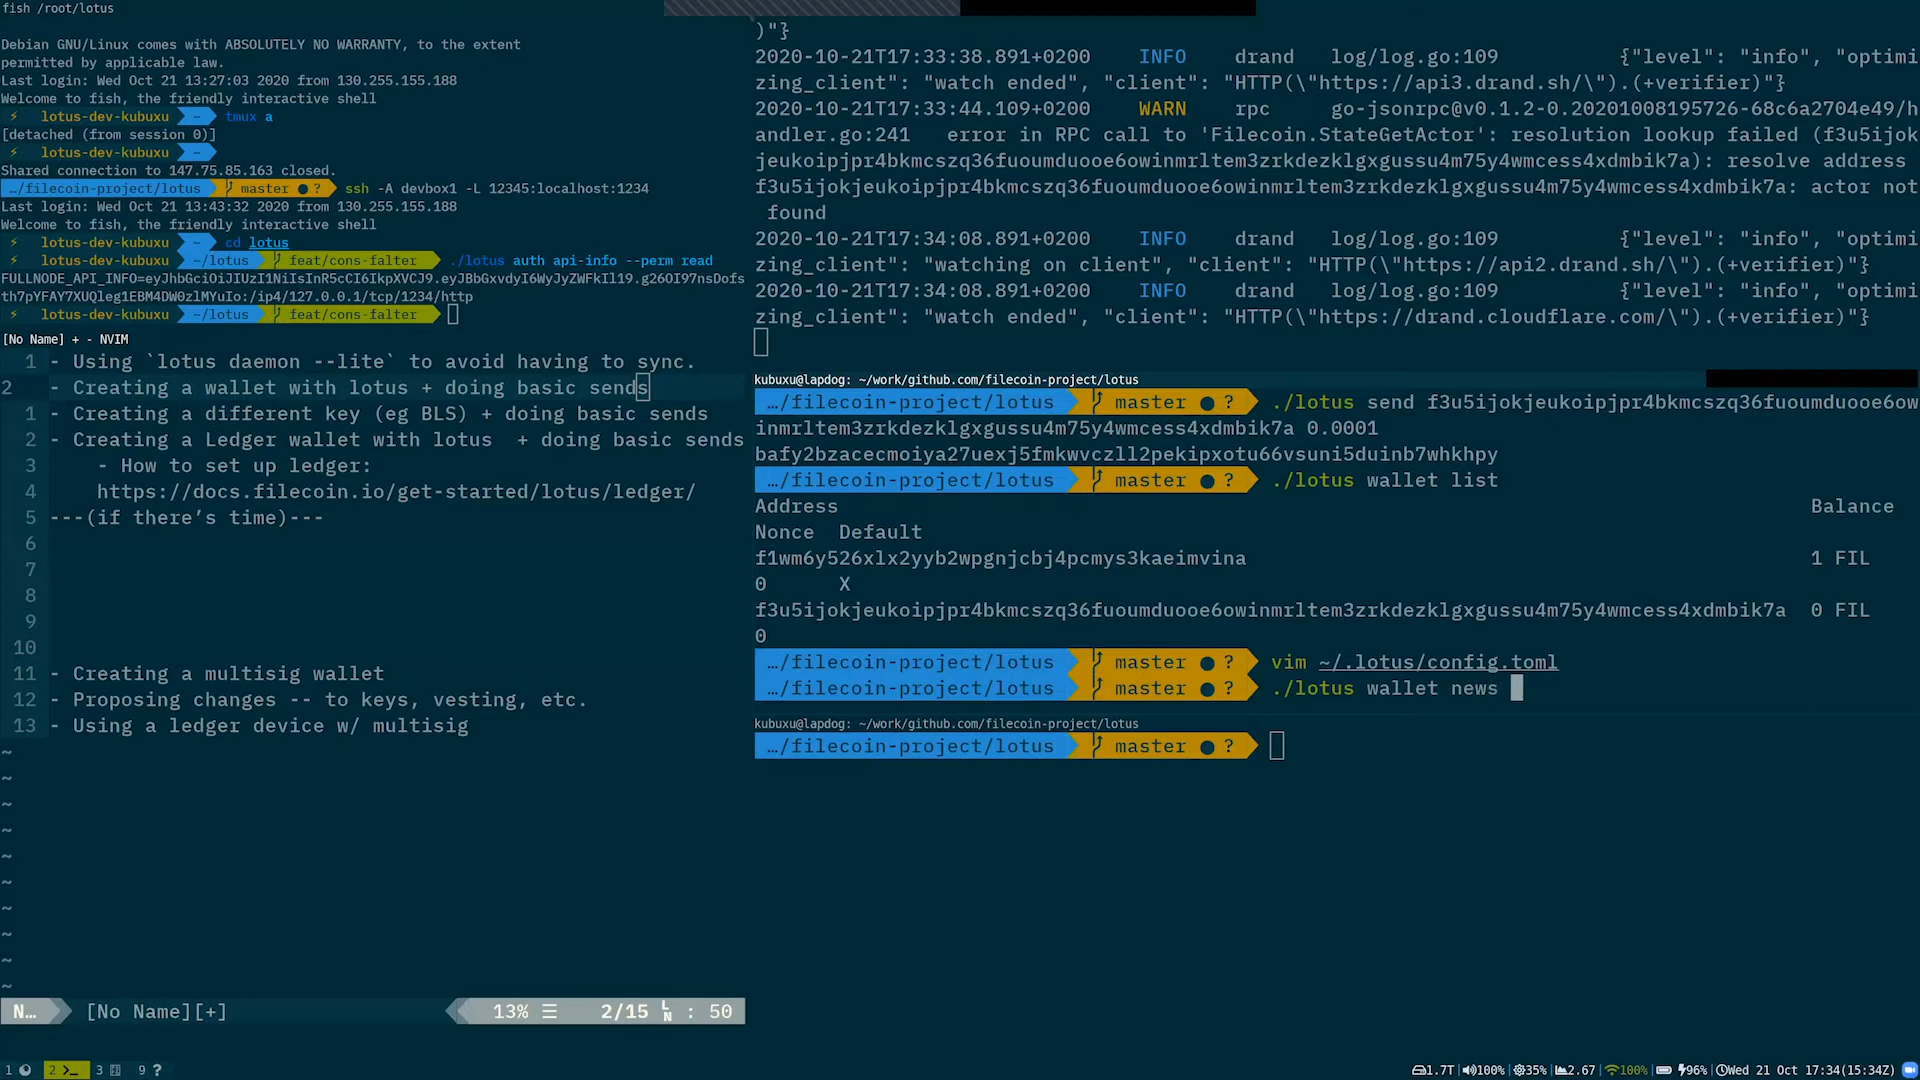 fish /root/lotus
Debian GNU/Linux comes with ABSOLUTELY NO WARRANTY, to the extent
permitted by applicable law.
Last login: Wed Oct 21 13:27:03 2020 from 130.255.155.188
Welcome to fish, the friendly interactive shell
⚡ lotus-dev-kubuxu ~ tmux a
[detached (from session 0)]
⚡ lotus-dev-kubuxu ~
Shared connection to 147.75.85.163 closed.
…/filecoin-project/lotus master ● ? ssh -A devbox1 -L 12345:localhost:1234
Last login: Wed Oct 21 13:43:32 2020 from 130.255.155.188
Welcome to fish, the friendly interactive shell
⚡ lotus-dev-kubuxu ~ cd lotus
⚡ lotus-dev-kubuxu ~/lotus feat/cons-falter ./lotus auth api-info --perm read
⚡ lotus-dev-kubuxu ~/lotus feat/cons-falter
[No Name] + - NVIM
1 - Using `lotus daemon --lite` to avoid having to sync.
2 - Creating a wallet with lotus + doing basic sends
1 - Creating a different key (eg BLS) + doing basic sends
2 - Creating a Ledger wallet with lotus + doing basic sends
3 - How to set up ledger:
4 https://docs.filecoin.io/get-started/lotus/ledger/
5 ---(if there’s time)---
6
7
8
9
10
11 - Creating a multisig wallet
12 - Proposing changes -- to keys, vesting, etc.
13 - Using a ledger device w/ multisig
~
~
~
~
~
~
~
~
~
~
N… [No Name][+] 13% ☰ 2/15 LN : 50
)"}
2020-10-21T17:33:38.891+0200 INFO drand log/log.go:109 {"level": "info", "optimi
zing_client": "watch ended", "client": "HTTP(\"https://api3.drand.sh/\").(+verifier)"}
2020-10-21T17:33:44.109+0200 WARN rpc go-jsonrpc@v0.1.2-0.20201008195726-68c6a2704e49/h
andler.go:241 error in RPC call to 'Filecoin.StateGetActor': resolution lookup failed (f3u5ijok
jeukoipjpr4bkmcszq36fuoumduooe6owinmrltem3zrkdezklgxgussu4m75y4wmcess4xdmbik7a): resolve address
f3u5ijokjeukoipjpr4bkmcszq36fuoumduooe6owinmrltem3zrkdezklgxgussu4m75y4wmcess4xdmbik7a: actor not
found
2020-10-21T17:34:08.891+0200 INFO drand log/log.go:109 {"level": "info", "optimi
zing_client": "watching on client", "client": "HTTP(\"https://api2.drand.sh/\").(+verifier)"}
2020-10-21T17:34:08.891+0200 INFO drand log/log.go:109 {"level": "info", "optimi
zing_client": "watch ended", "client": "HTTP(\"https://drand.cloudflare.com/\").(+verifier)"}
kubuxu@lapdog: ~/work/github.com/filecoin-project/lotus
…/filecoin-project/lotus master ● ? ./lotus send f3u5ijokjeukoipjpr4bkmcszq36fuoumduooe6ow
inmrltem3zrkdezklgxgussu4m75y4wmcess4xdmbik7a 0.0001
bafy2bzacecmoiya27uexj5fmkwvczll2pekipxotu66vsuni5duinb7whkhpy
…/filecoin-project/lotus master ● ? ./lotus wallet list
Address Balance
Nonce Default
f1wm6y526xlx2yyb2wpgnjcbj4pcmys3kaeimvina 1 FIL
0 X
f3u5ijokjeukoipjpr4bkmcszq36fuoumduooe6owinmrltem3zrkdezklgxgussu4m75y4wmcess4xdmbik7a 0 FIL
0
…/filecoin-project/lotus master ● ? vim ~/.lotus/config.toml
…/filecoin-project/lotus master ● ? ./lotus wallet news
kubuxu@lapdog: ~/work/github.com/filecoin-project/lotus
…/filecoin-project/lotus master ● ?
1 2 >_ 3 9 ? 1.7T| 100%| 35%| 2.67| 100%| 96%| Wed 21 Oct 17:34(15:34Z)